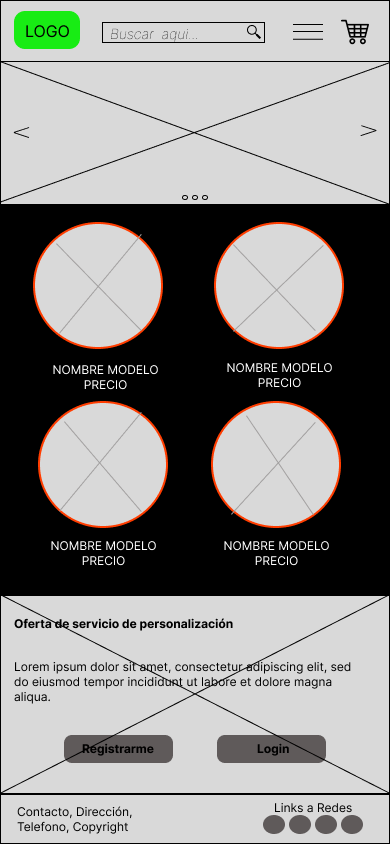 LOGO
Buscar aqui...
<
>
NOMBRE MODELO
PRECIO
NOMBRE MODELO
PRECIO
NOMBRE MODELO
PRECIO
NOMBRE MODELO
PRECIO
Oferta de servicio de personalización
Lorem ipsum dolor sit amet, consectetur adipiscing elit, sed
do eiusmod tempor incididunt ut labore et dolore magna
aliqua.
Registrarme
Login
Contacto, Dirección,
Telefono, Copyright
Links a Redes